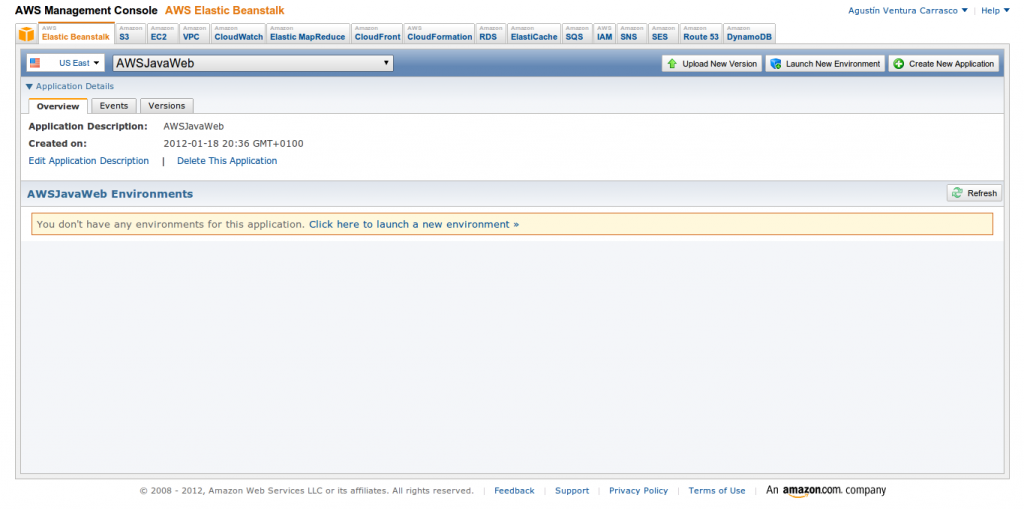 AWS Management Console AWS Elastic Beanstalk Agustín Ventura Carrasco ▼ | Help ▼
AWS Elastic Beanstalk
Amazon S3
Amazon EC2
Amazon VPC
Amazon CloudWatch
Amazon Elastic MapReduce
Amazon CloudFront
AWS CloudFormation
Amazon RDS
Amazon ElastiCache
Amazon SQS
AWS IAM
Amazon SNS
Amazon SES
Amazon Route 53
Amazon DynamoDB
US East ▼ AWSJavaWeb ▼ Upload New Version Launch New Environment Create New Application
▼ Application Details
Overview Events Versions
Application Description: AWSJavaWeb
Created on: 2012-01-18 20:36 GMT+0100
Edit Application Description | Delete This Application
AWSJavaWeb Environments Refresh
You don't have any environments for this application. Click here to launch a new environment »
© 2008 - 2012, Amazon Web Services LLC or its affiliates. All rights reserved. | Feedback | Support | Privacy Policy | Terms of Use | An amazon.com. company